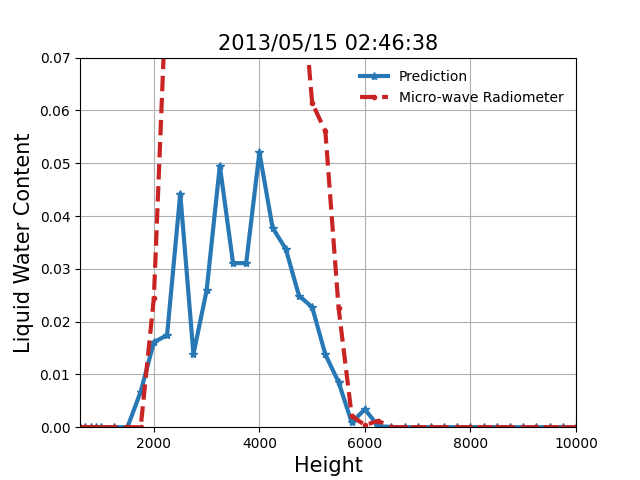 2013/05/15 02:46:38
Prediction
Micro-wave Radiometer
Liquid Water Content
0.07
0.06
0.05
0.04
0.03
0.02
0.01
0.00
2000 4000 6000 8000 10000
Height